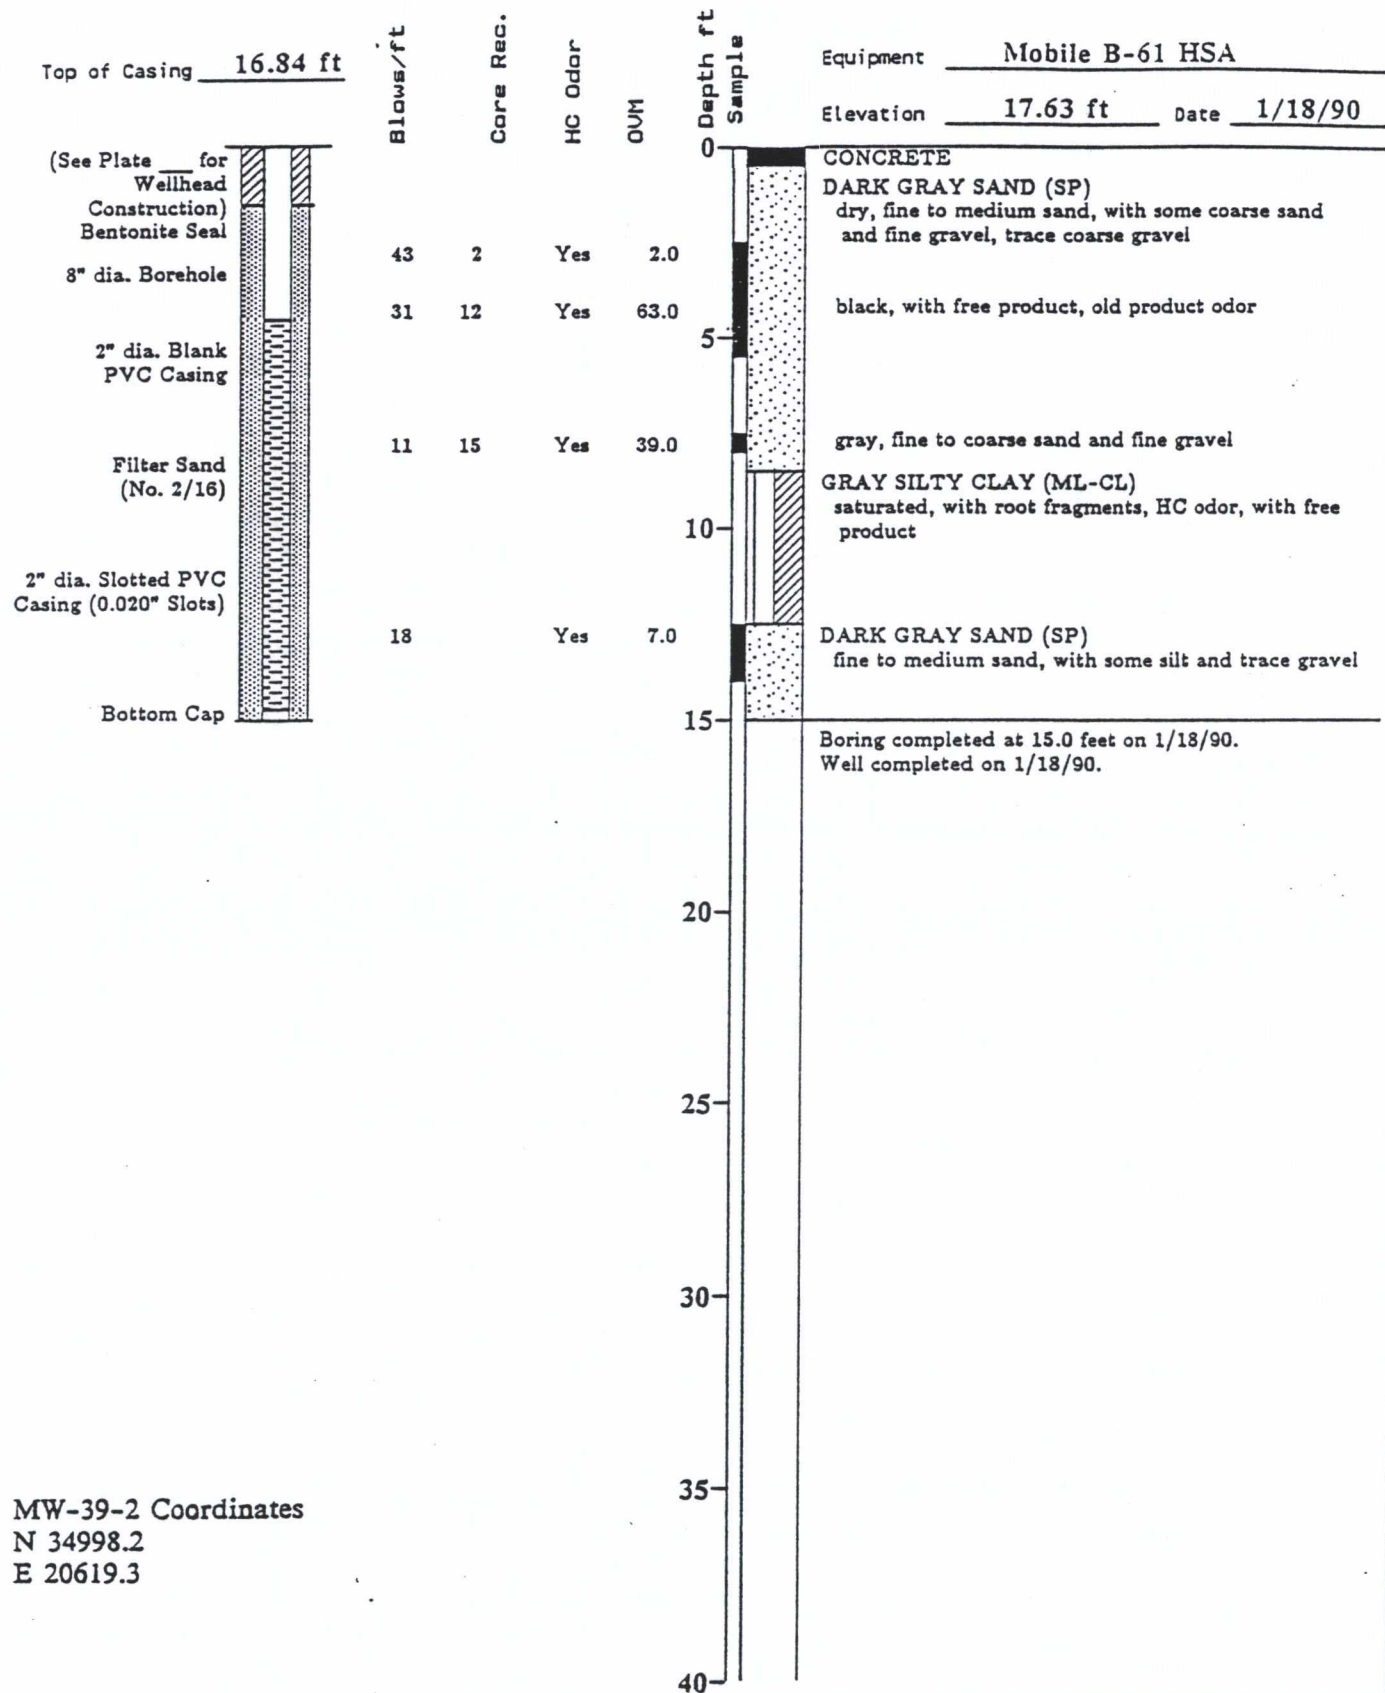 Top of Casing 16.84 ft
Blows/ft
Core Rec.
HC Odor
OVM
Depth ft
Sample
Equipment Mobile B-61 HSA
Elevation 17.63 ft Date 1/18/90
(See Plate ___ for
Wellhead
Construction)
Bentonite Seal
8" dia. Borehole
2" dia. Blank
PVC Casing
Filter Sand
(No. 2/16)
2" dia. Slotted PVC
Casing (0.020" Slots)
Bottom Cap
43 2 Yes 2.0
31 12 Yes 63.0
11 15 Yes 39.0
18 Yes 7.0
0
5
10
15
20
25
30
35
40
CONCRETE
DARK GRAY SAND (SP)
dry, fine to medium sand, with some coarse sand
and fine gravel, trace coarse gravel
black, with free product, old product odor
gray, fine to coarse sand and fine gravel
GRAY SILTY CLAY (ML-CL)
saturated, with root fragments, HC odor, with free
product
DARK GRAY SAND (SP)
fine to medium sand, with some silt and trace gravel
Boring completed at 15.0 feet on 1/18/90.
Well completed on 1/18/90.
MW-39-2 Coordinates
N 34998.2
E 20619.3